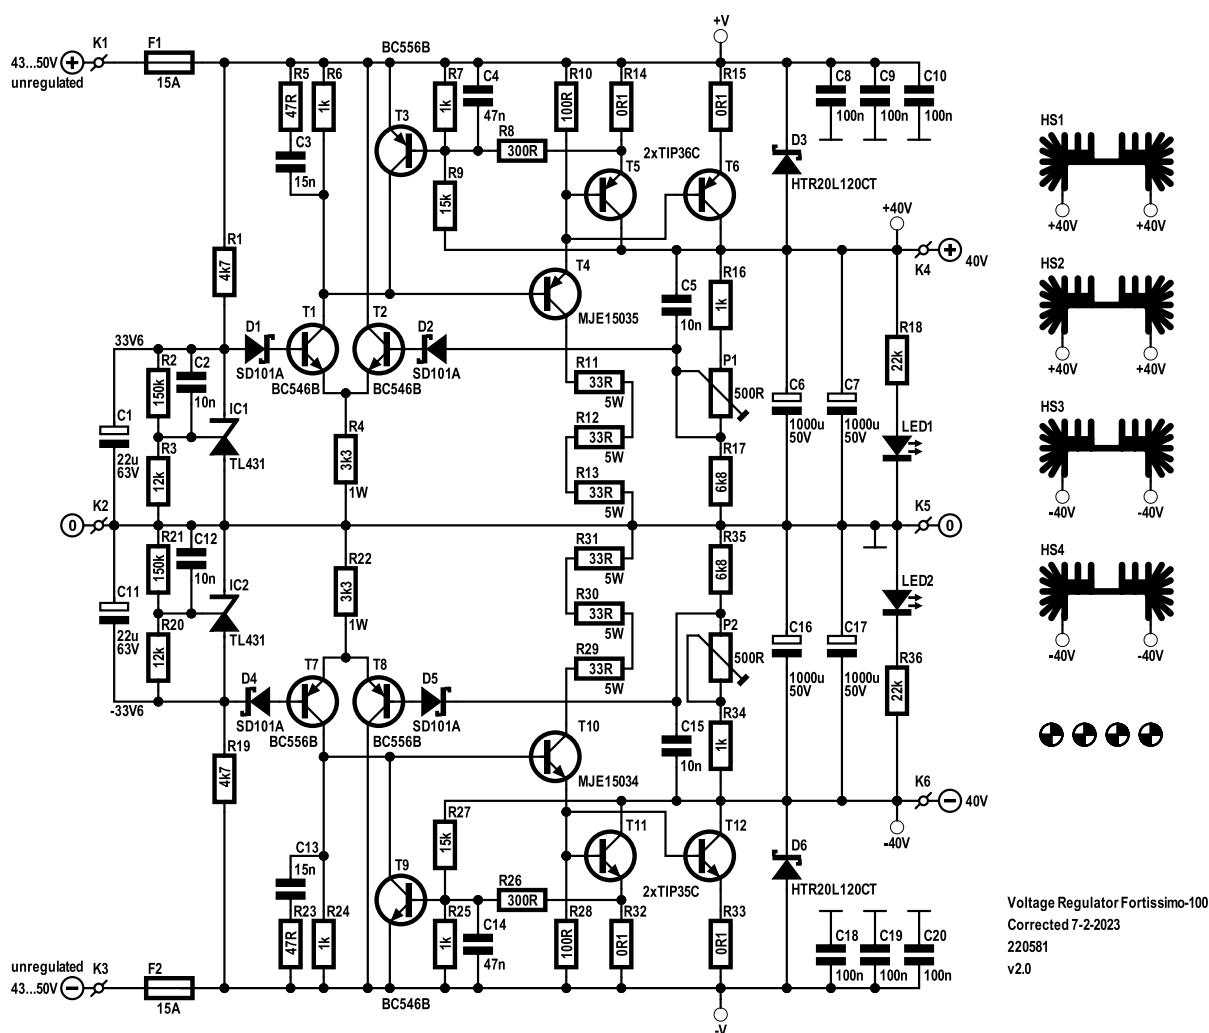 +V
K1
F1
43...50V
unregulated
15A
BC556B
R5
47R
R6
1k
R7
1k
C4
47n
R10
100R
R14
0R1
R15
0R1
C8
100n
C9
100n
C10
100n
C3
15n
T3
R8
300R
R9
15k
2xTIP36C
T5
T6
D3
HTR20L120CT
HS1
+40V
+40V
+40V
R1
4k7
K4
40V
T4
MJE15035
C5
10n
R16
1k
HS2
+40V
+40V
33V6
D1
SD101A
T1
BC546B
T2
BC546B
D2
SD101A
R2
150k
C2
10n
R11
33R
5W
P1
500R
R18
22k
C6
1000u
50V
C7
1000u
50V
C1
22u
63V
IC1
TL431
R3
12k
R4
3k3
1W
R12
33R
5W
R13
33R
5W
R17
6k8
LED1
HS3
-40V
-40V
0
K2
K5
0
R21
150k
C12
10n
R22
3k3
1W
R31
33R
5W
R35
6k8
C11
22u
63V
IC2
TL431
R20
12k
R30
33R
5W
R29
33R
5W
P2
500R
LED2
C16
1000u
50V
C17
1000u
50V
R36
22k
HS4
-40V
-40V
-33V6
D4
SD101A
T7
BC556B
T8
BC556B
D5
SD101A
R19
4k7
T10
MJE15034
C15
10n
R34
1k
K6
40V
-40V
R27
15k
T11
T12
2xTIP35C
D6
HTR20L120CT
C13
15n
T9
R26
300R
R23
47R
R24
1k
R25
1k
C14
47n
R28
100R
R32
0R1
R33
0R1
C18
100n
C19
100n
C20
100n
unregulated
43...50V
K3
F2
15A
BC546B
-V
Voltage Regulator Fortissimo-100
Corrected 7-2-2023
220581
v2.0